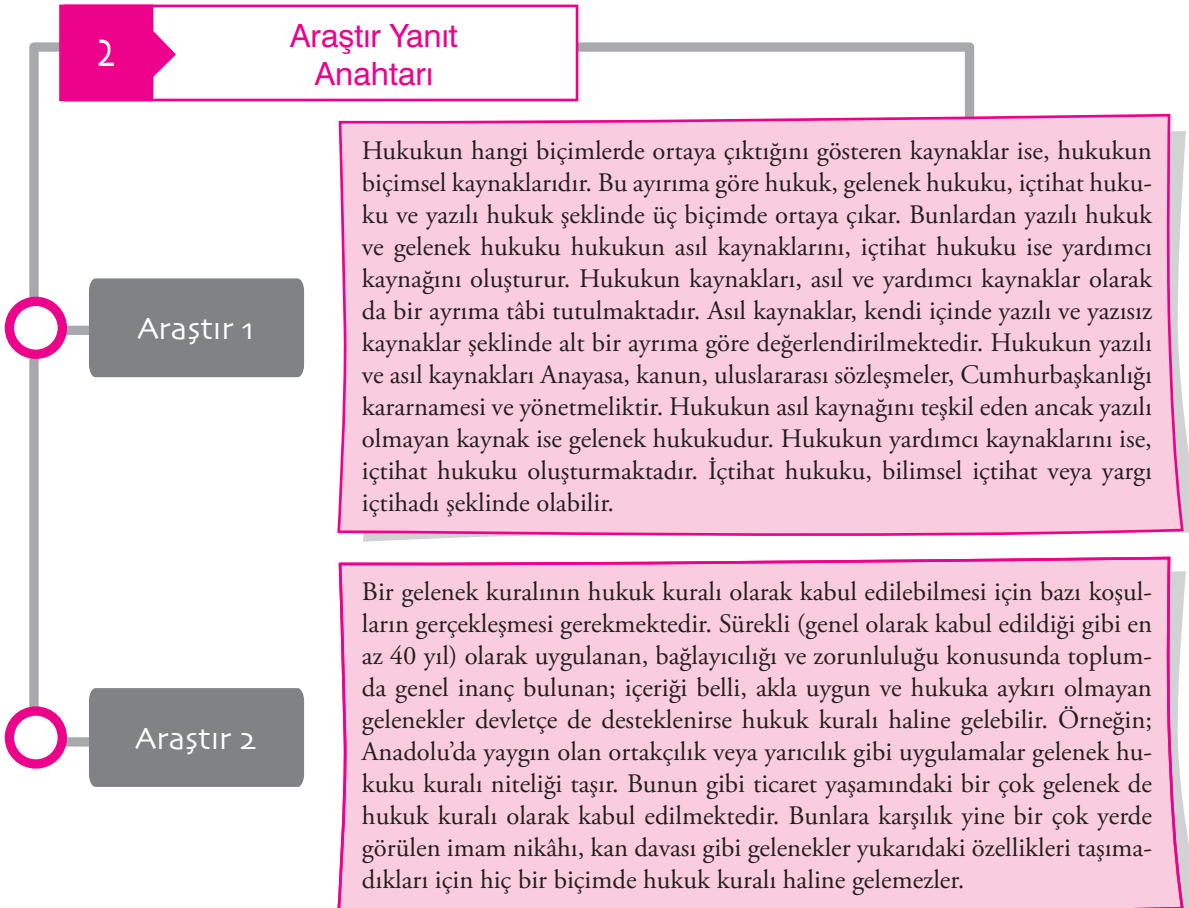 2
Araştır Yanıt
Anahtarı
Araştır 1
Hukukun hangi biçimlerde ortaya çıktığını gösteren kaynaklar ise, hukukun
biçimsel kaynaklarıdır. Bu ayırıma göre hukuk, gelenek hukuku, içtihat huku-
ku ve yazılı hukuk şeklinde üç biçimde ortaya çıkar. Bunlardan yazılı hukuk
ve gelenek hukuku hukukun asıl kaynaklarını, içtihat hukuku ise yardımcı
kaynağını oluşturur. Hukukun kaynakları, asıl ve yardımcı kaynaklar olarak
da bir ayrıma tâbi tutulmaktadır. Asıl kaynaklar, kendi içinde yazılı ve yazısız
kaynaklar şeklinde alt bir ayrıma göre değerlendirilmektedir. Hukukun yazılı
ve asıl kaynakları Anayasa, kanun, uluslararası sözleşmeler, Cumhurbaşkanlığı
kararnamesi ve yönetmeliktir. Hukukun asıl kaynağını teşkil eden ancak yazılı
olmayan kaynak ise gelenek hukukudur. Hukukun yardımcı kaynaklarını ise,
içtihat hukuku oluşturmaktadır. İçtihat hukuku, bilimsel içtihat veya yargı
içtihadı şeklinde olabilir.
Araştır 2
Bir gelenek kuralının hukuk kuralı olarak kabul edilebilmesi için bazı koşul-
ların gerçekleşmesi gerekmektedir. Sürekli (genel olarak kabul edildiği gibi en
az 40 yıl) olarak uygulanan, bağlayıcılığı ve zorunluluğu konusunda toplum-
da genel inanç bulunan; içeriği belli, akla uygun ve hukuka aykırı olmayan
gelenekler devletçe de desteklenirse hukuk kuralı haline gelebilir. Örneğin;
Anadolu’da yaygın olan ortakçılık veya yarıcılık gibi uygulamalar gelenek hu-
kuku kuralı niteliği taşır. Bunun gibi ticaret yaşamındaki bir çok gelenek de
hukuk kuralı olarak kabul edilmektedir. Bunlara karşılık yine bir çok yerde
görülen imam nikâhı, kan davası gibi gelenekler yukarıdaki özellikleri taşıma-
dıkları için hiç bir biçimde hukuk kuralı haline gelemezler.